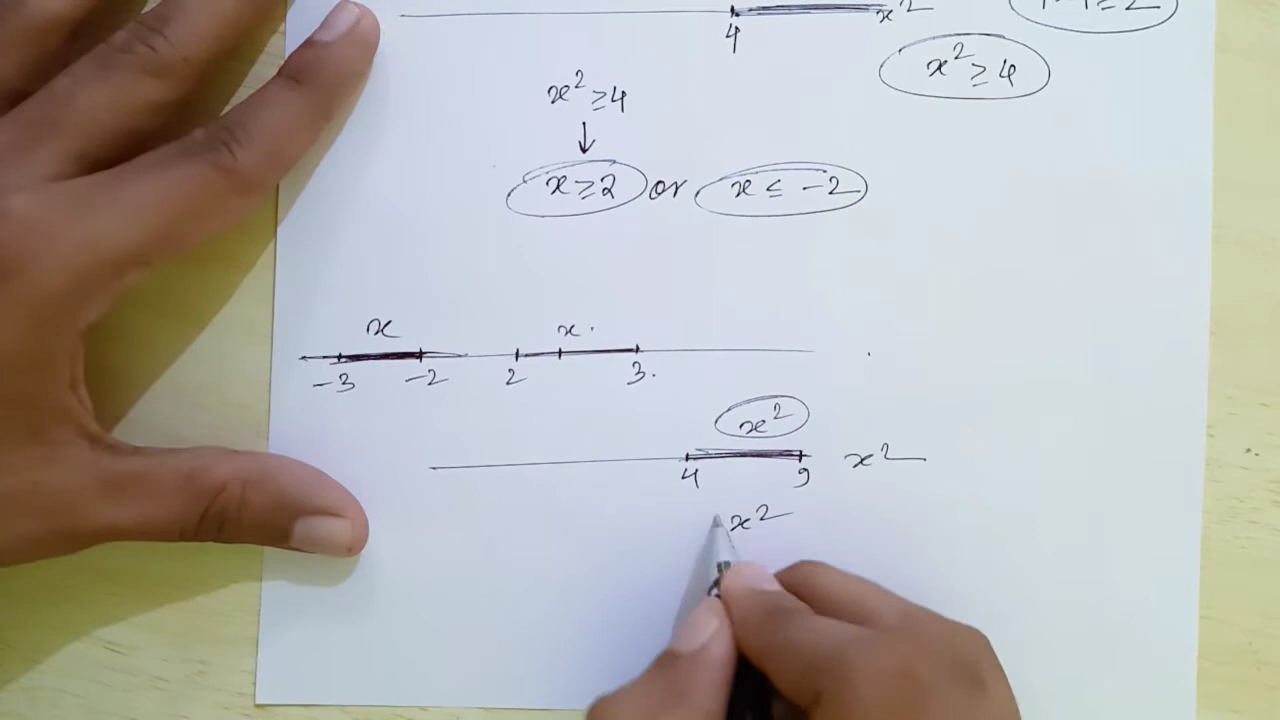 4 x²
x² ≥ 4
x² ≥ 4
↓
x ≥ 2 or x ≤ -2
x x.
-3 -2 2 3.
x²
4 9 x²
x²